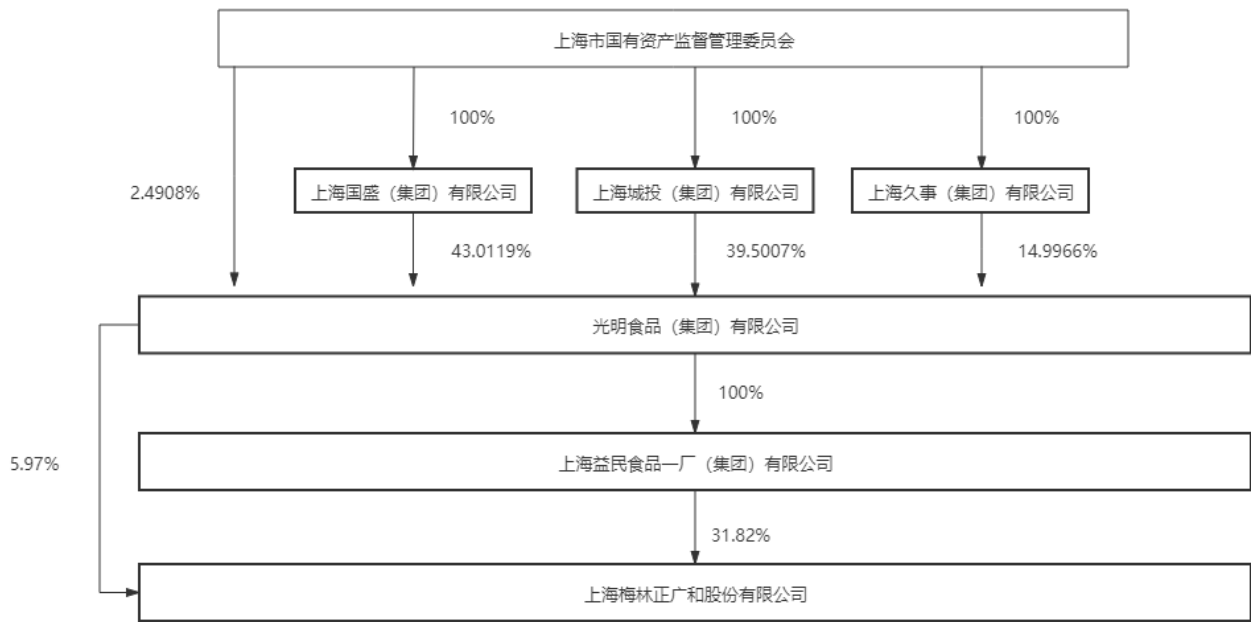 上海市国有资产监督管理委员会
100%
100%
100%
2.4908%
上海国盛（集团）有限公司
上海城投（集团）有限公司
上海久事（集团）有限公司
43.0119%
39.5007%
14.9966%
光明食品（集团）有限公司
100%
5.97%
上海益民食品一厂（集团）有限公司
31.82%
上海梅林正广和股份有限公司